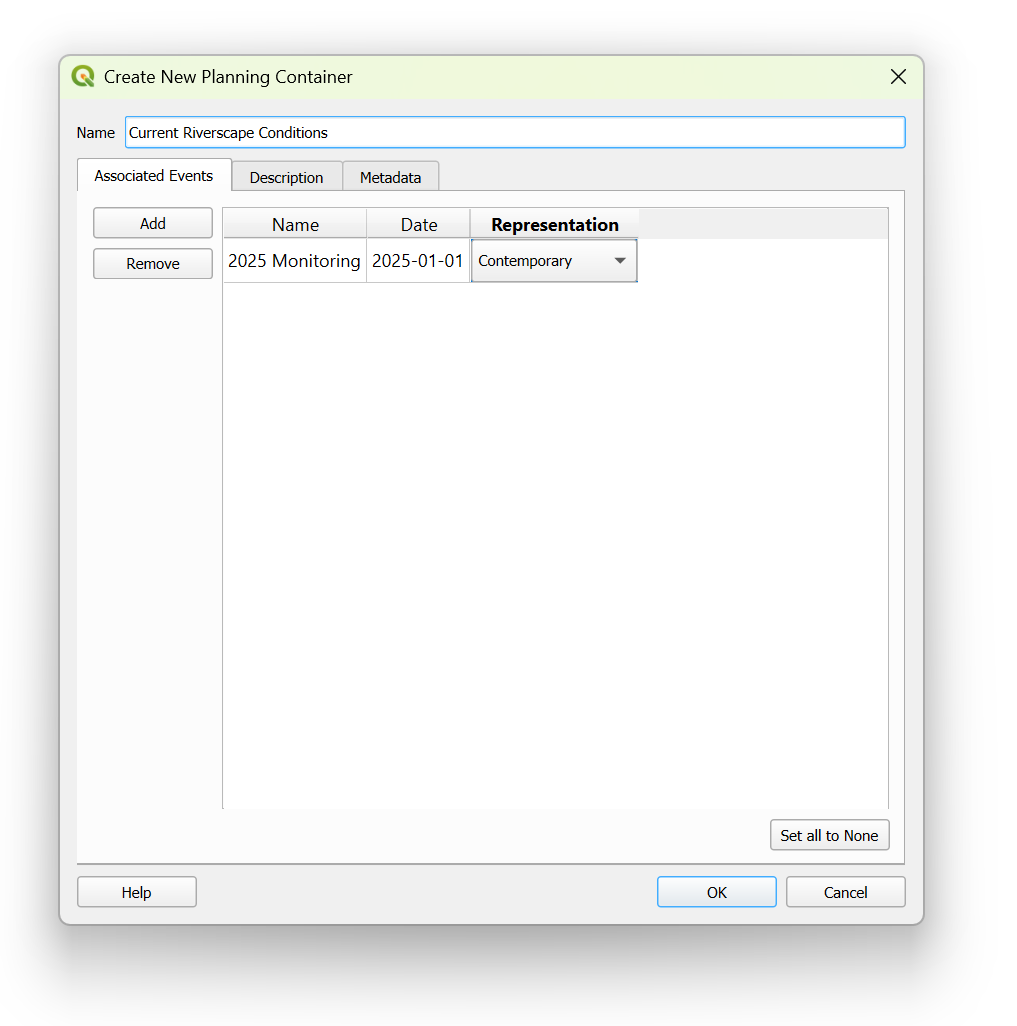 Create New Planning Container
Name Current Riverscape Conditions
Associated Events Description Metadata
Add
Remove
Name Date Representation
2025 Monitoring 2025-01-01 Contemporary
Set all to None
Help OK Cancel